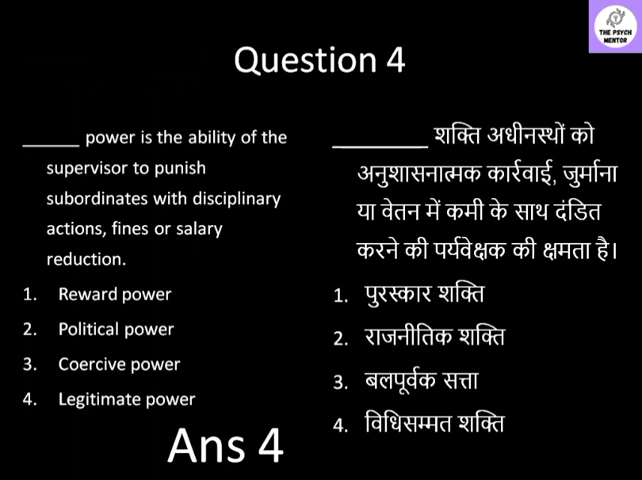 THE PSYCH
MENTOR
Question 4
______ power is the ability of the
supervisor to punish
subordinates with disciplinary
actions, fines or salary
reduction.
1. Reward power
2. Political power
3. Coercive power
4. Legitimate power
Ans 4
________ शक्ति अधीनस्थों को
अनुशासनात्मक कार्रवाई, जुर्माना
या वेतन में कमी के साथ दंडित
करने की पर्यवेक्षक की क्षमता है।
1. पुरस्कार शक्ति
2. राजनीतिक शक्ति
3. बलपूर्वक सत्ता
4. विधिसम्मत शक्ति